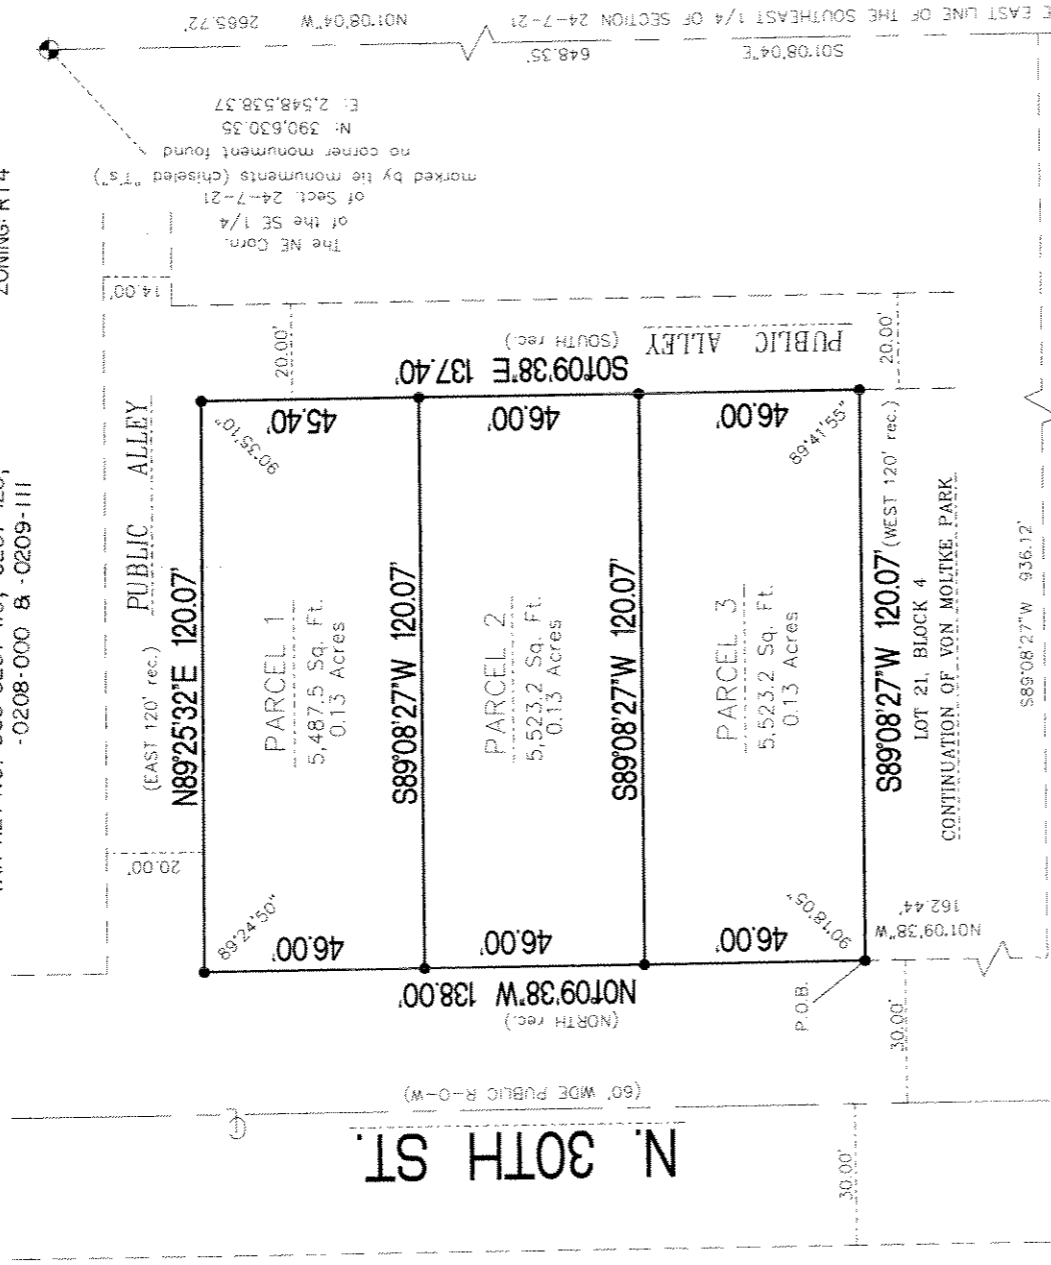 ZONING: RT4
-0208-000 & -0209-111
E EAST LINE OF THE SOUTHEAST 1/4 OF SECTION 24-7-21
N01°08'04"W 2665.72'
S01°08'04"E 648.35'
The NE Corn.
of the SE 1/4
of Sect. 24-7-21
marked by tie monuments (chiseled "T's")
no corner monument found
N: 390,630.35
E: 2,548,538.37
14.00'
20.00'
PUBLIC ALLEY
(SOUTH rec.)
S01°09'38"E 137.40'
20.00'
PUBLIC ALLEY
(EAST 120' rec.)
N89°25'32"E 120.07'
20.00'
45.40'
90°35'10"
PARCEL 1
5,487.5 Sq. Ft.
0.13 Acres
89°24'50"
46.00'
S89°08'27"W 120.07'
46.00'
PARCEL 2
5,523.2 Sq. Ft.
0.13 Acres
46.00'
S89°08'27"W 120.07'
46.00'
89°41'55"
PARCEL 3
5,523.2 Sq. Ft.
0.13 Acres
90°18'05"
46.00'
S89°08'27"W 120.07' (WEST 120' rec.)
LOT 21, BLOCK 4
CONTINUATION OF VON MOLTKE PARK
S89°08'27"W 936.12'
N01°09'38"W
162.44'
N01°09'38"W 138.00'
(NORTH rec.)
P.O.B.
30.00'
(60' WIDE PUBLIC R-O-W)
N. 30TH ST.
30.00'